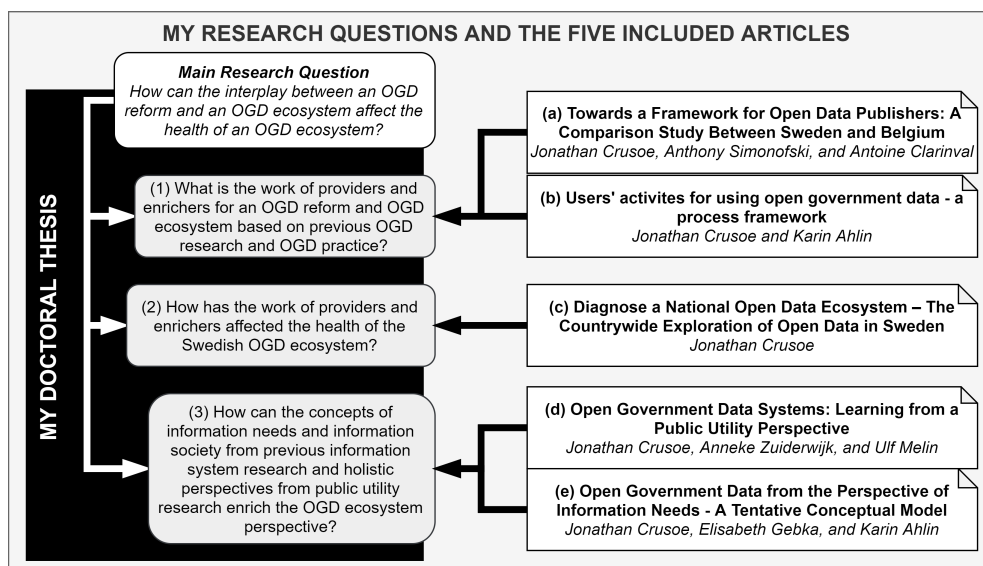 MY RESEARCH QUESTIONS AND THE FIVE INCLUDED ARTICLES
MY DOCTORAL THESIS
Main Research Question
How can the interplay between an OGD
reform and an OGD ecosystem affect the
health of an OGD ecosystem?
(1) What is the work of providers and
enrichers for an OGD reform and OGD
ecosystem based on previous OGD
research and OGD practice?
(2) How has the work of providers and
enrichers affected the health of the
Swedish OGD ecosystem?
(3) How can the concepts of
information needs and information
society from previous information
system research and holistic
perspectives from public utility
research enrich the OGD ecosystem
perspective?
(a) Towards a Framework for Open Data Publishers: A
Comparison Study Between Sweden and Belgium
Jonathan Crusoe, Anthony Simonofski, and Antoine Clarinval
(b) Users' activites for using open government data - a
process framework
Jonathan Crusoe and Karin Ahlin
(c) Diagnose a National Open Data Ecosystem – The
Countrywide Exploration of Open Data in Sweden
Jonathan Crusoe
(d) Open Government Data Systems: Learning from a
Public Utility Perspective
Jonathan Crusoe, Anneke Zuiderwijk, and Ulf Melin
(e) Open Government Data from the Perspective of
Information Needs - A Tentative Conceptual Model
Jonathan Crusoe, Elisabeth Gebka, and Karin Ahlin